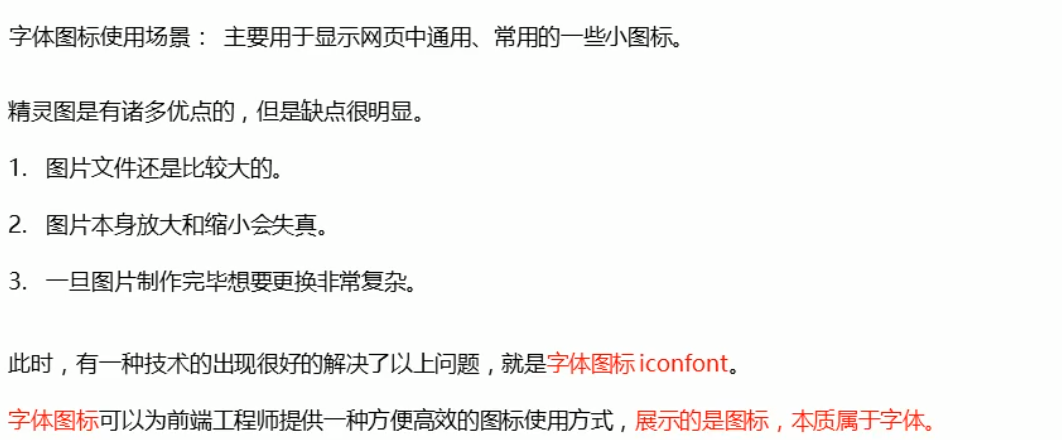 字体图标使用场景： 主要用于显示网页中通用、常用的一些小图标。
精灵图是有诸多优点的，但是缺点很明显。
1. 图片文件还是比较大的。
2. 图片本身放大和缩小会失真。
3. 一旦图片制作完毕想要更换非常复杂。
此时，有一种技术的出现很好的解决了以上问题，就是字体图标 iconfont。
字体图标可以为前端工程师提供一种方便高效的图标使用方式，展示的是图标，本质属于字体。